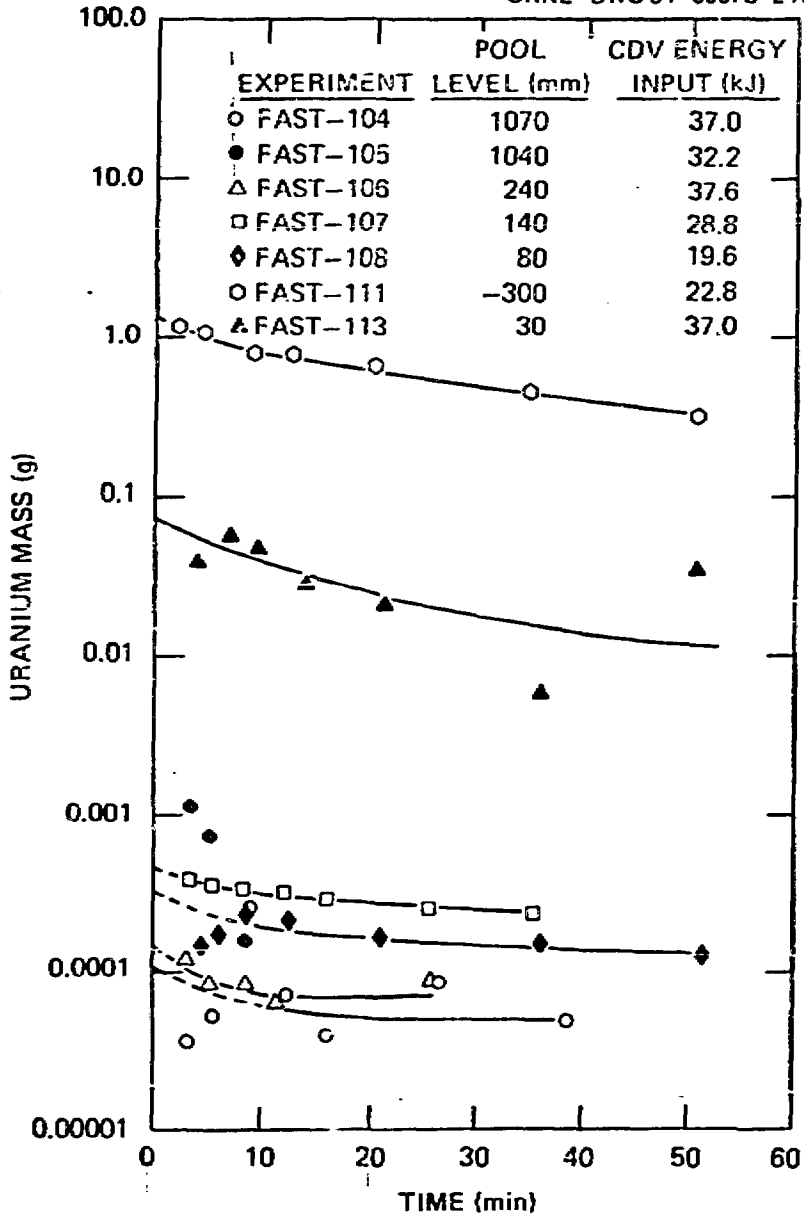 POOL CDV ENERGY
EXPERIMENT LEVEL (mm) INPUT (kJ)
FAST-104 1070 37.0
FAST-105 1040 32.2
FAST-106 240 37.6
FAST-107 140 28.8
FAST-108 80 19.6
FAST-111 -300 22.8
FAST-113 30 37.0
100.0
10.0
1.0
0.1
0.01
0.001
0.0001
0.00001
URANIUM MASS (g)
0 10 20 30 40 50 60
TIME (min)